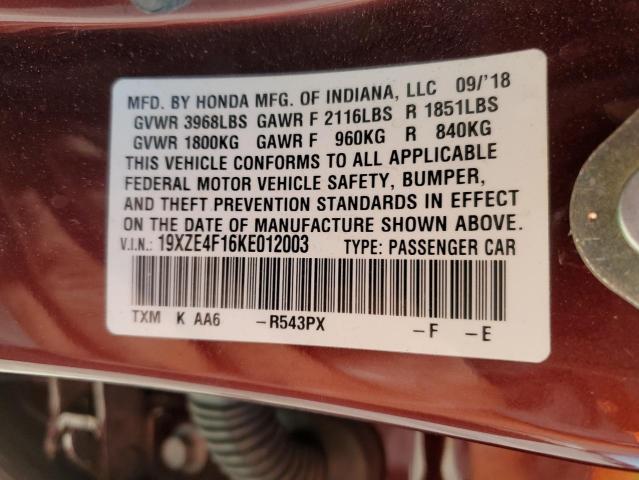 MFD. BY HONDA MFG. OF INDIANA, LLC 09/'18
GVWR 3968LBS GAWR F 2116LBS R 1851LBS
GVWR 1800KG GAWR F 960KG R 840KG
THIS VEHICLE CONFORMS TO ALL APPLICABLE
FEDERAL MOTOR VEHICLE SAFETY, BUMPER,
AND THEFT PREVENTION STANDARDS IN EFFECT
ON THE DATE OF MANUFACTURE SHOWN ABOVE.
V.I.N.: 19XZE4F16KE012003 TYPE: PASSENGER CAR
TXM K AA6 -R543PX -F -E